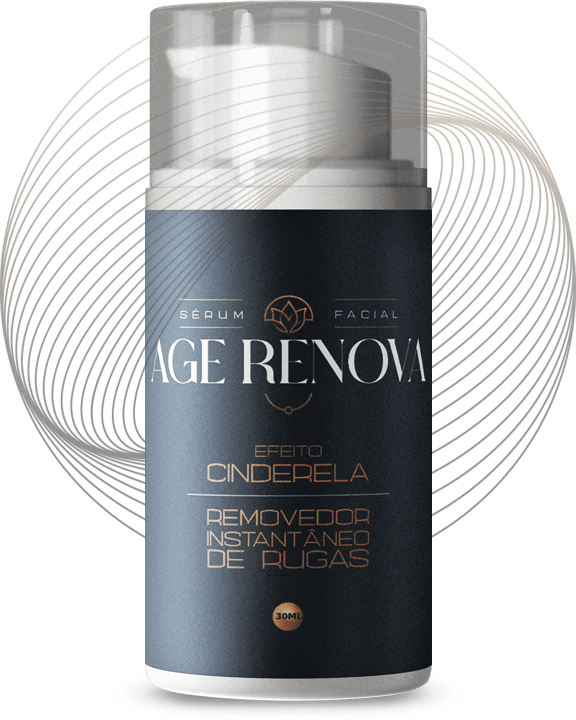 SÉRUM FACIAL
AGE RENOVA
EFEITO
CINDERELA
REMOVEDOR
INSTANTÂNEO
DE RUGAS
30ML